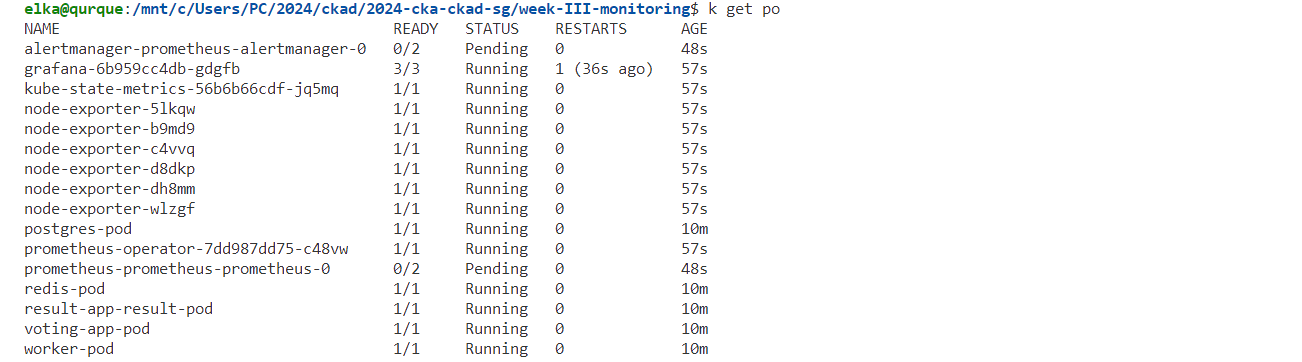 elka@qurque:/mnt/c/Users/PC/2024/ckad/2024-cka-ckad-sg/week-III-monitoring$ k get po
NAME READY STATUS RESTARTS AGE
alertmanager-prometheus-alertmanager-0 0/2 Pending 0 48s
grafana-6b959cc4db-gdgfb 3/3 Running 1 (36s ago) 57s
kube-state-metrics-56b6b66cdf-jq5mq 1/1 Running 0 57s
node-exporter-5lkqw 1/1 Running 0 57s
node-exporter-b9md9 1/1 Running 0 57s
node-exporter-c4vvq 1/1 Running 0 57s
node-exporter-d8dkp 1/1 Running 0 57s
node-exporter-dh8mm 1/1 Running 0 57s
node-exporter-wlzgf 1/1 Running 0 57s
postgres-pod 1/1 Running 0 10m
prometheus-operator-7dd987dd75-c48vw 1/1 Running 0 57s
prometheus-prometheus-prometheus-0 0/2 Pending 0 48s
redis-pod 1/1 Running 0 10m
result-app-result-pod 1/1 Running 0 10m
voting-app-pod 1/1 Running 0 10m
worker-pod 1/1 Running 0 10m